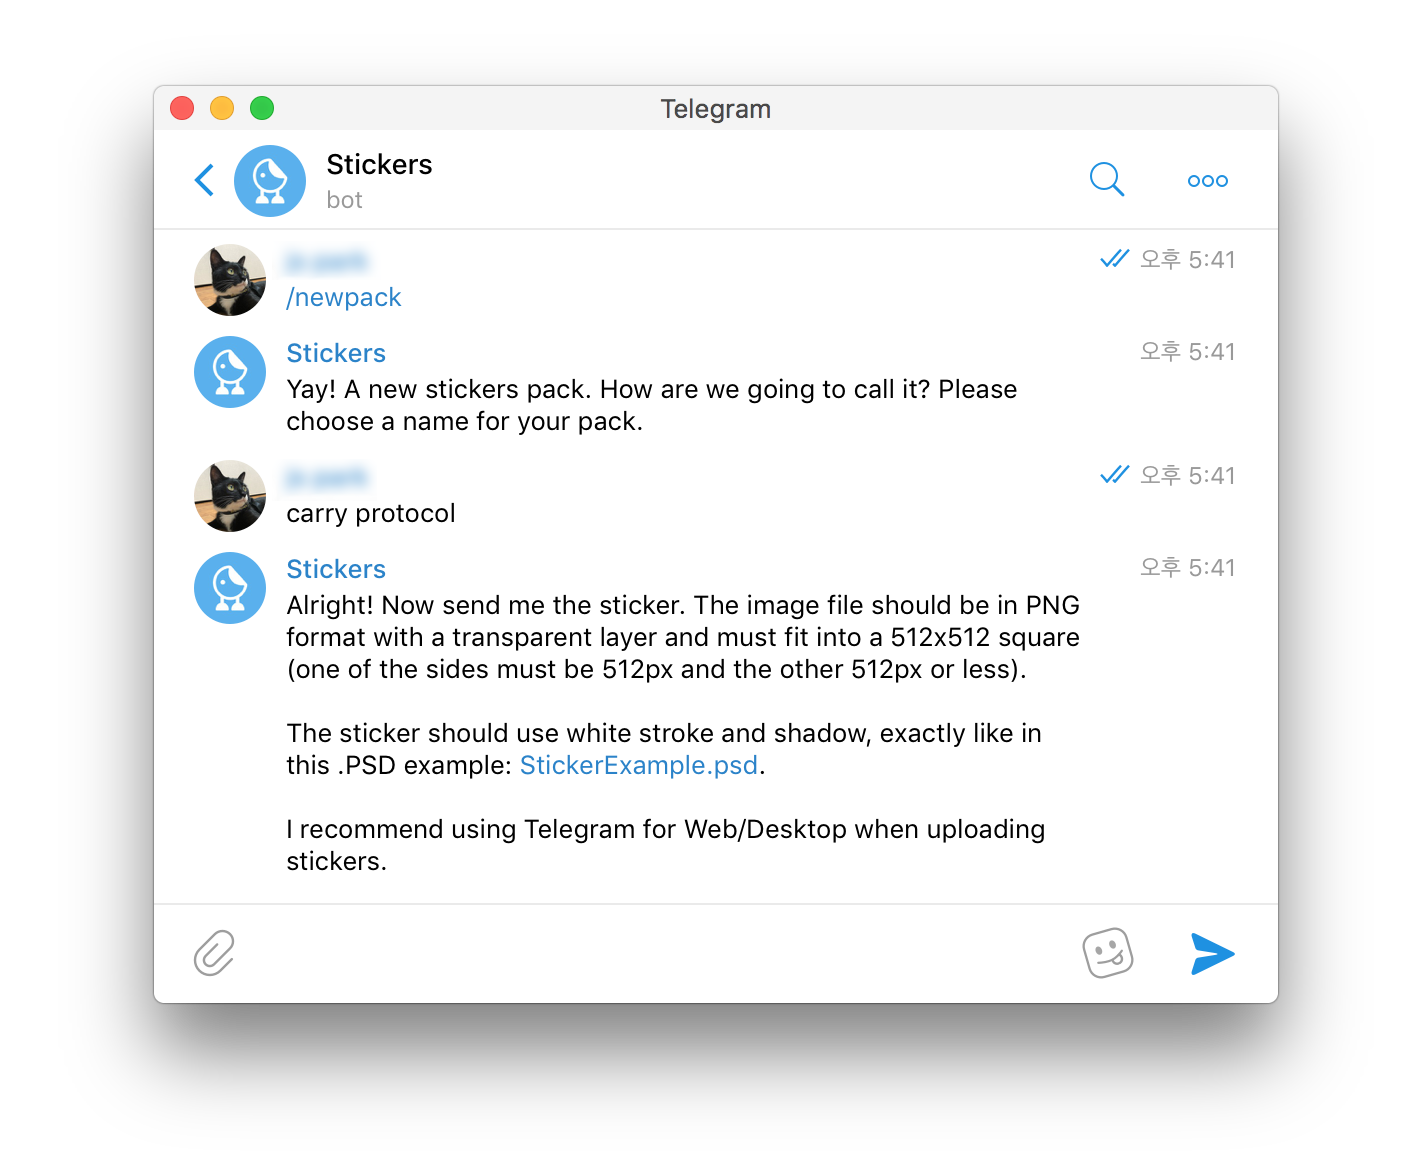 Telegram
Stickers
bot
오후 5:41
/newpack
Stickers
오후 5:41
Yay! A new stickers pack. How are we going to call it? Please
choose a name for your pack.
오후 5:41
carry protocol
Stickers
오후 5:41
Alright! Now send me the sticker. The image file should be in PNG
format with a transparent layer and must fit into a 512x512 square
(one of the sides must be 512px and the other 512px or less).
The sticker should use white stroke and shadow, exactly like in
this .PSD example: StickerExample.psd.
I recommend using Telegram for Web/Desktop when uploading
stickers.